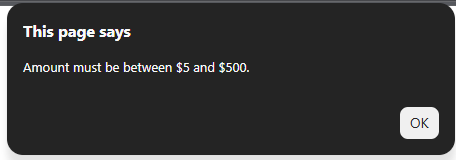 This page says
Amount must be between $5 and $500.
OK